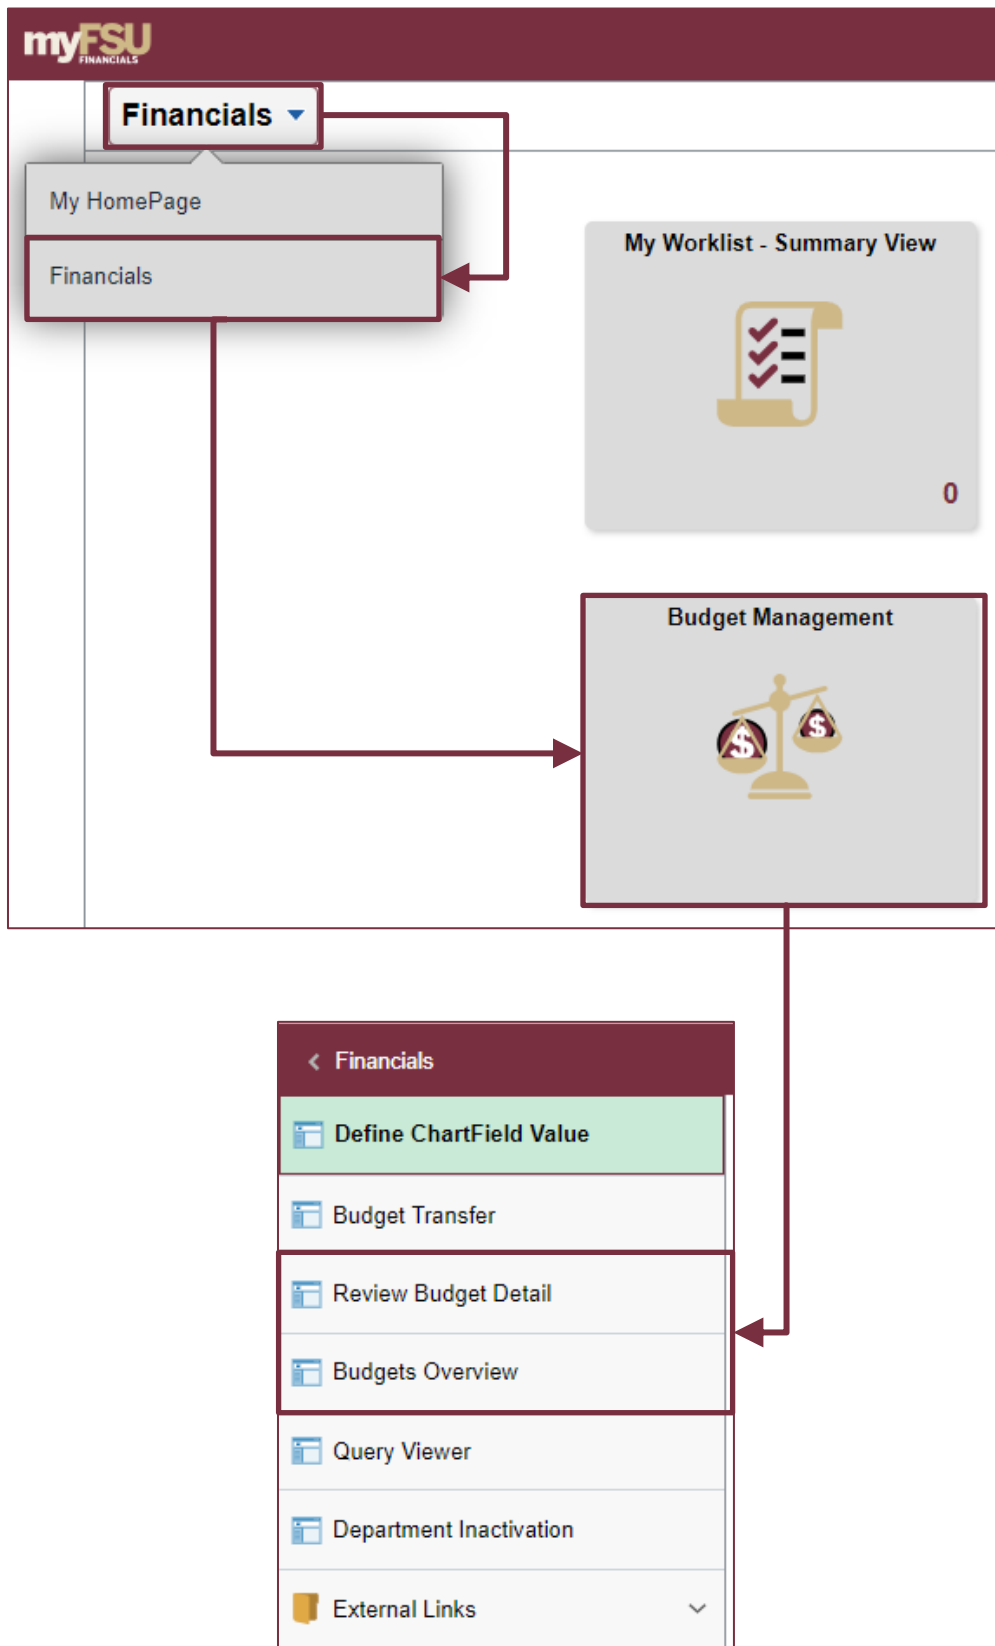 myFSU
FINANCIALS
Financials
My HomePage
Financials
My Worklist - Summary View
0
Budget Management
$ $
Financials
Define ChartField Value
Budget Transfer
Review Budget Detail
Budgets Overview
Query Viewer
Department Inactivation
External Links